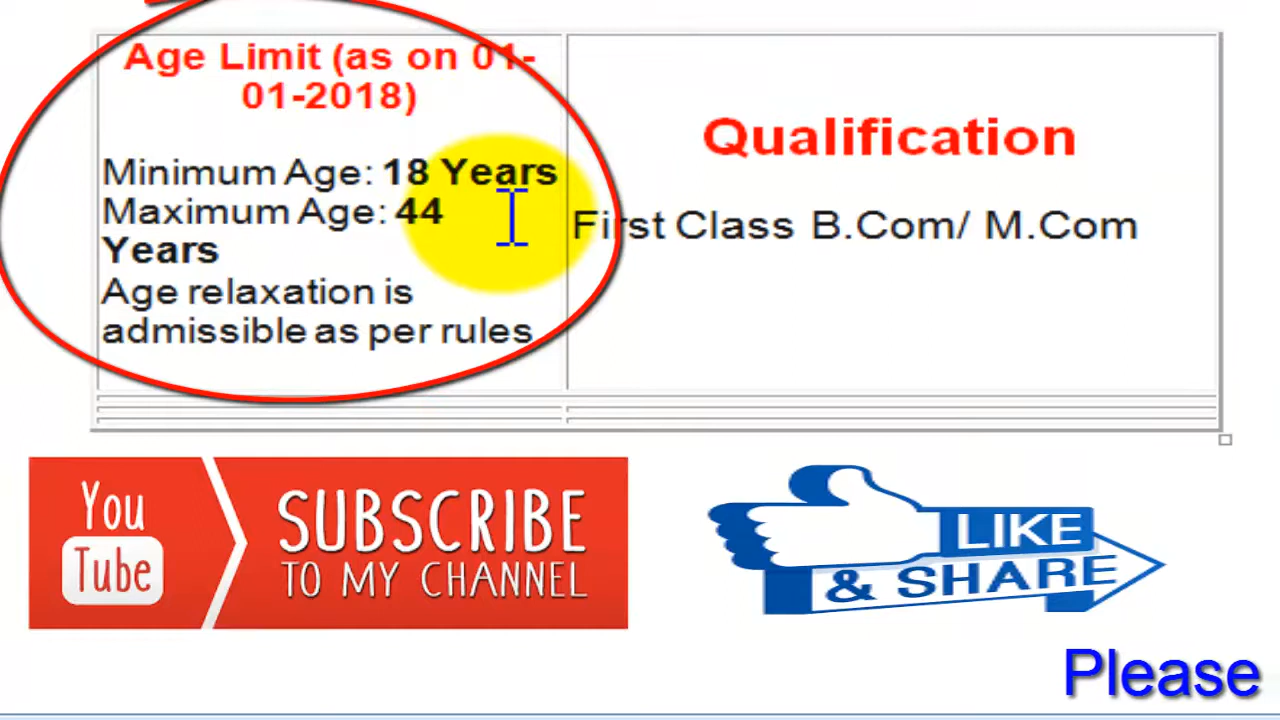 Age Limit (as on 01-
01-2018)
Minimum Age: 18 Years
Maximum Age: 44
Years
Age relaxation is
admissible as per rules
Qualification
First Class B.Com/ M.Com
You
Tube
SUBSCRIBE
TO MY CHANNEL
LIKE
& SHARE
Please